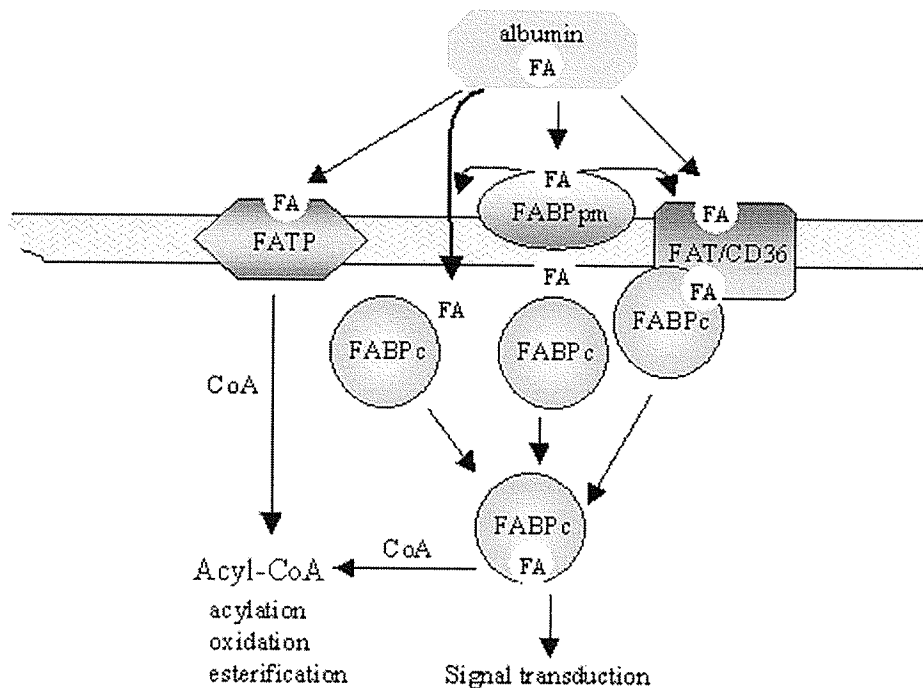 albumin
FA
FA
FA
FATP
FABPpm
FA
FAT/CD36
FA
FA
FA
FABPc
FABPc
FABPc
CoA
FABPc
FA
CoA
Acyl-CoA
acylation
oxidation
esterification
Signal transduction